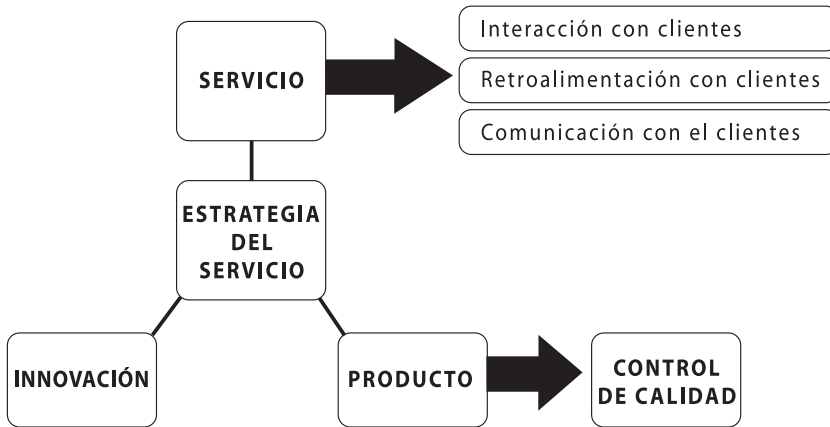 Interacción con clientes
SERVICIO
Retroalimentación con clientes
Comunicación con el clientes
ESTRATEGIA
DEL
SERVICIO
INNOVACIÓN
PRODUCTO
CONTROL
DE CALIDAD